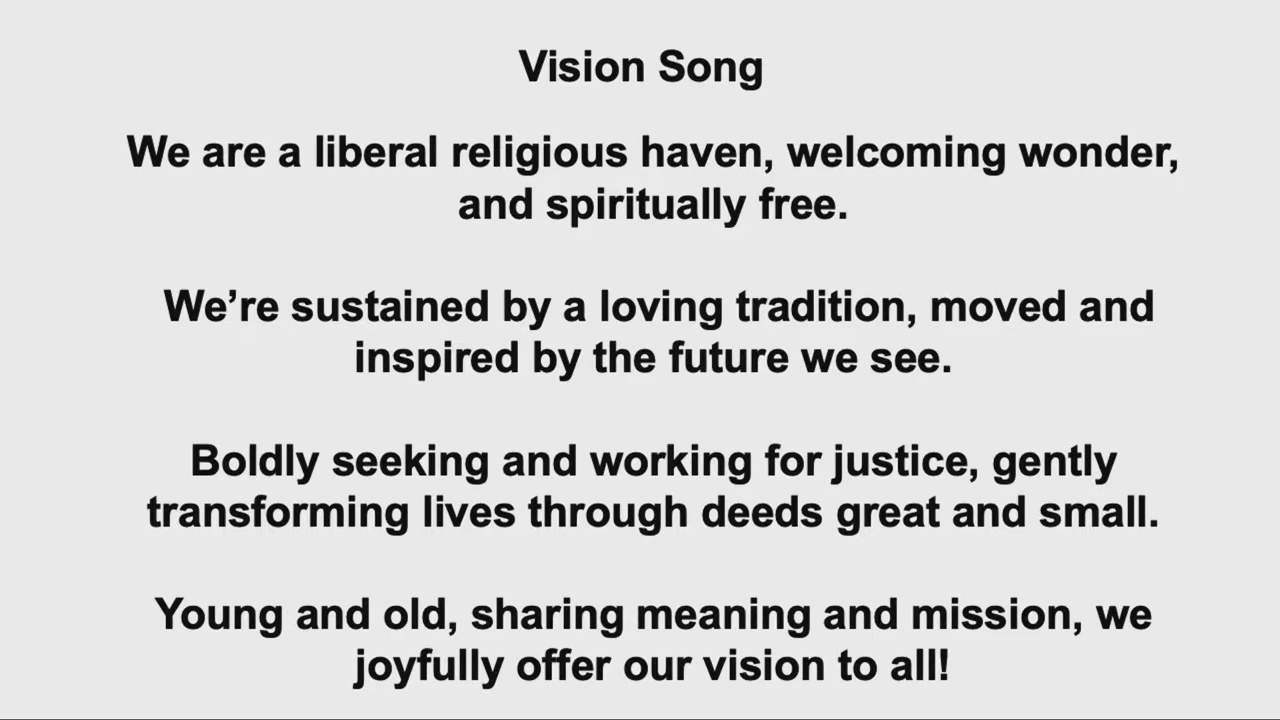 Vision Song
We are a liberal religious haven, welcoming wonder,
and spiritually free.
We’re sustained by a loving tradition, moved and
inspired by the future we see.
Boldly seeking and working for justice, gently
transforming lives through deeds great and small.
Young and old, sharing meaning and mission, we
joyfully offer our vision to all!